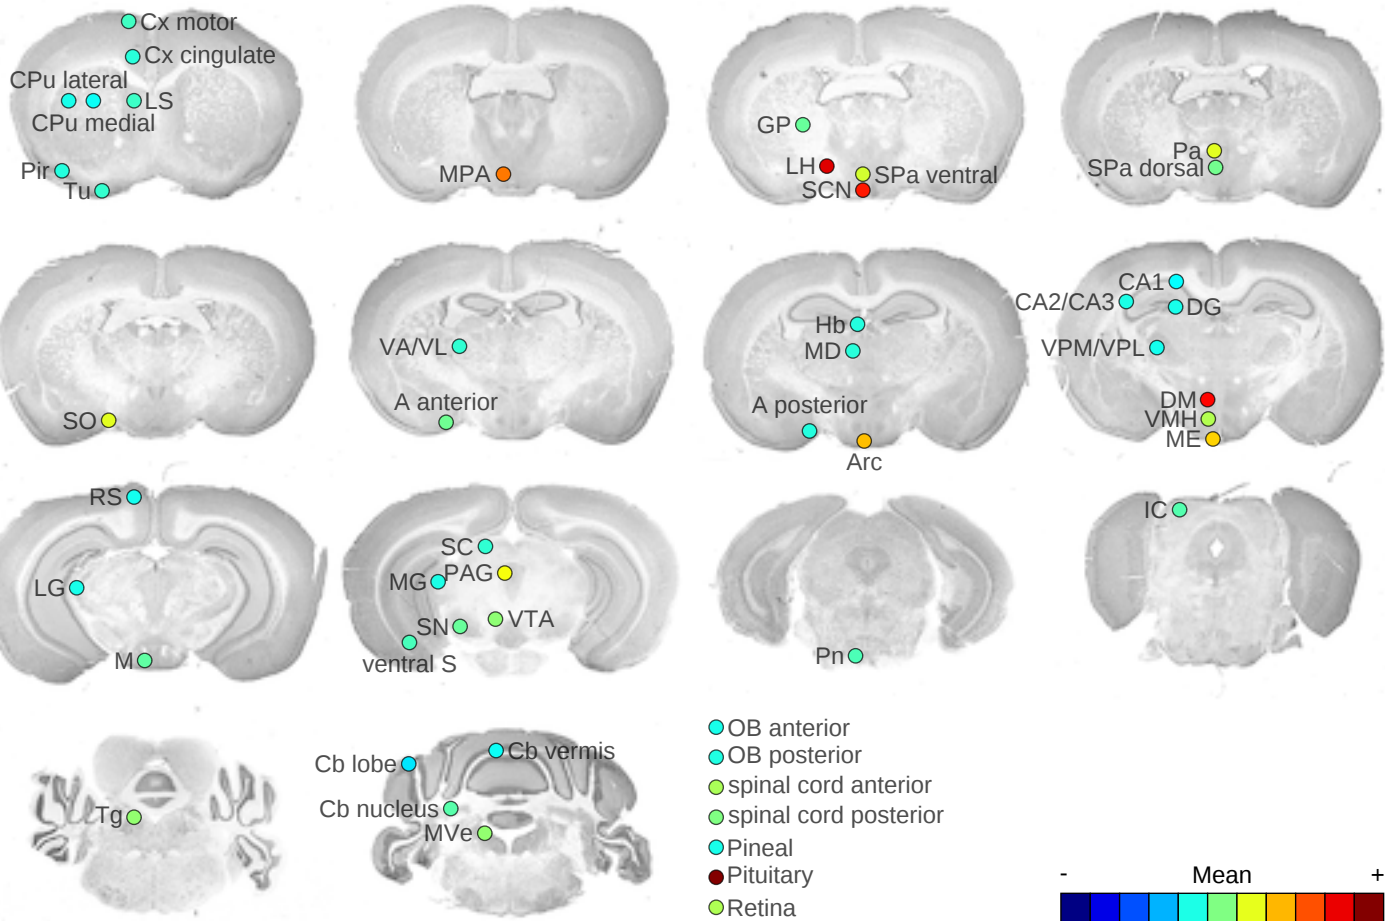 Cx motor
Cx cingulate
CPu lateral
LS
CPu medial
Pir
Tu
MPA
GP
LH
SPa ventral
SCN
Pa
SPa dorsal
SO
VA/VL
A anterior
Hb
MD
A posterior
Arc
CA1
CA2/CA3
DG
VPM/VPL
DM
VMH
ME
RS
LG
M
SC
MG
PAG
SN
VTA
ventral S
Pn
IC
Tg
Cb lobe
Cb vermis
Cb nucleus
MVe
OB anterior
OB posterior
spinal cord anterior
spinal cord posterior
Pineal
Pituitary
Retina
- Mean +